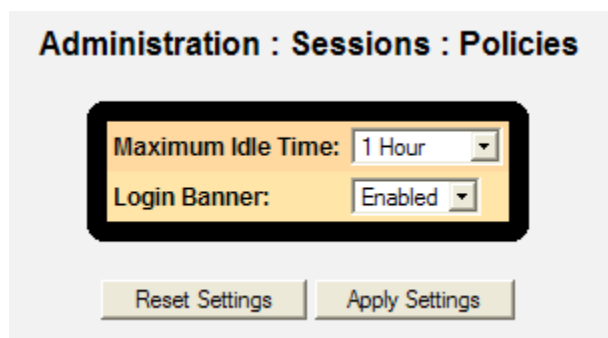 Administration : Sessions : Policies
Maximum Idle Time: 1 Hour
Login Banner: Enabled
Reset Settings Apply Settings